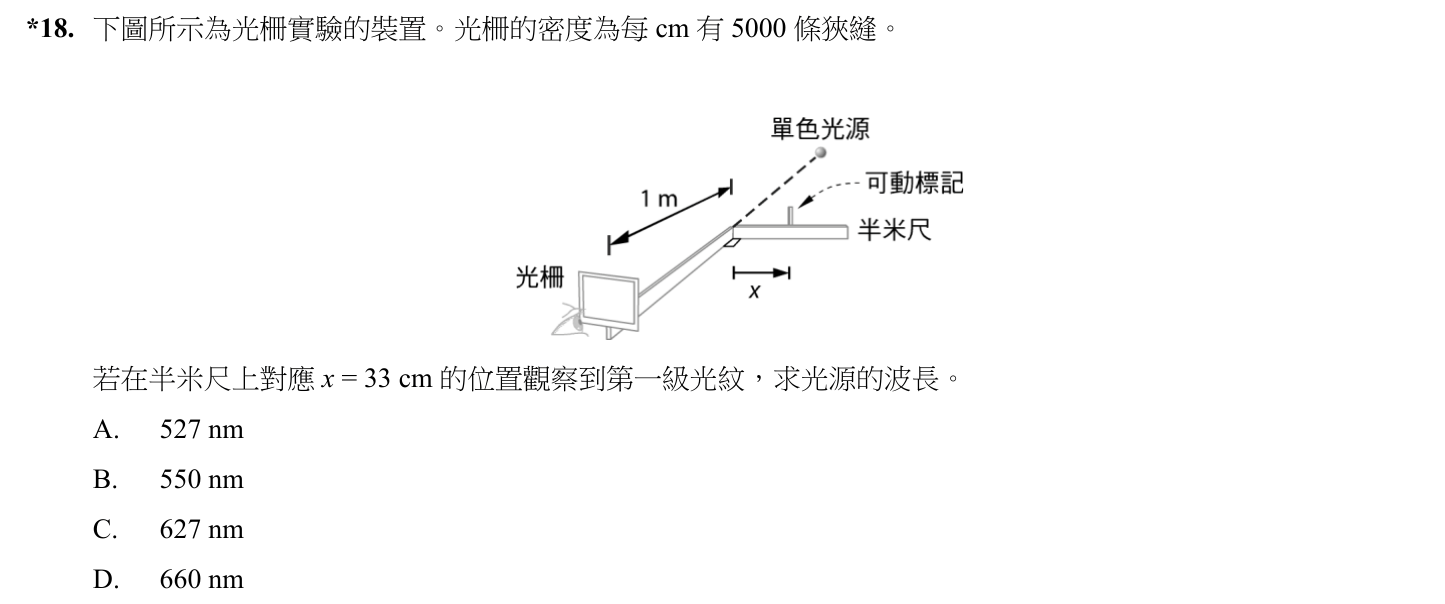 *18. 下圖所示為光柵實驗的裝置。光柵的密度為每 cm 有 5000 條狹縫。
單色光源
可動標記
1 m
半米尺
光柵
x
若在半米尺上對應 x = 33 cm 的位置觀察到第一級光紋，求光源的波長。
A. 527 nm
B. 550 nm
C. 627 nm
D. 660 nm